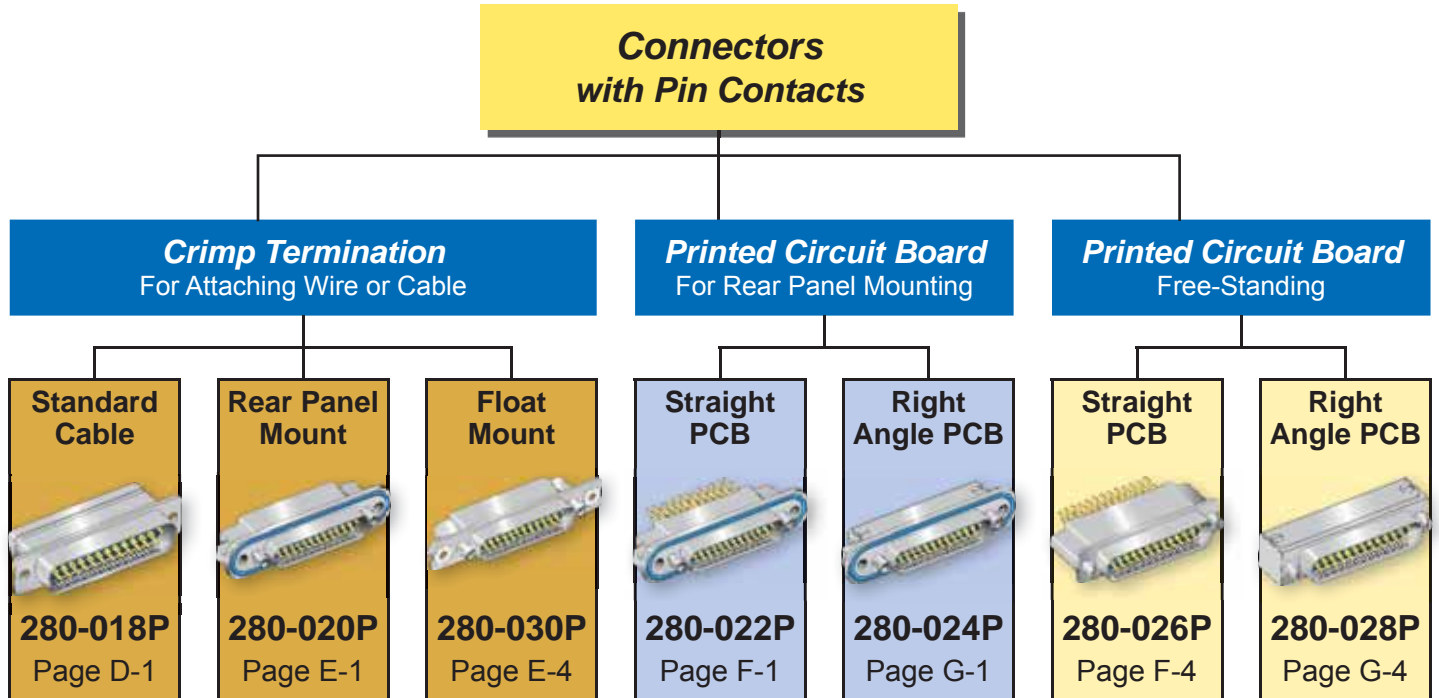 Connectors
with Pin Contacts
Crimp Termination
For Attaching Wire or Cable
Printed Circuit Board
For Rear Panel Mounting
Printed Circuit Board
Free-Standing
Standard
Cable
280-018P
Page D-1
Rear Panel
Mount
280-020P
Page E-1
Float
Mount
280-030P
Page E-4
Straight
PCB
280-022P
Page F-1
Right
Angle PCB
280-024P
Page G-1
Straight
PCB
280-026P
Page F-4
Right
Angle PCB
280-028P
Page G-4